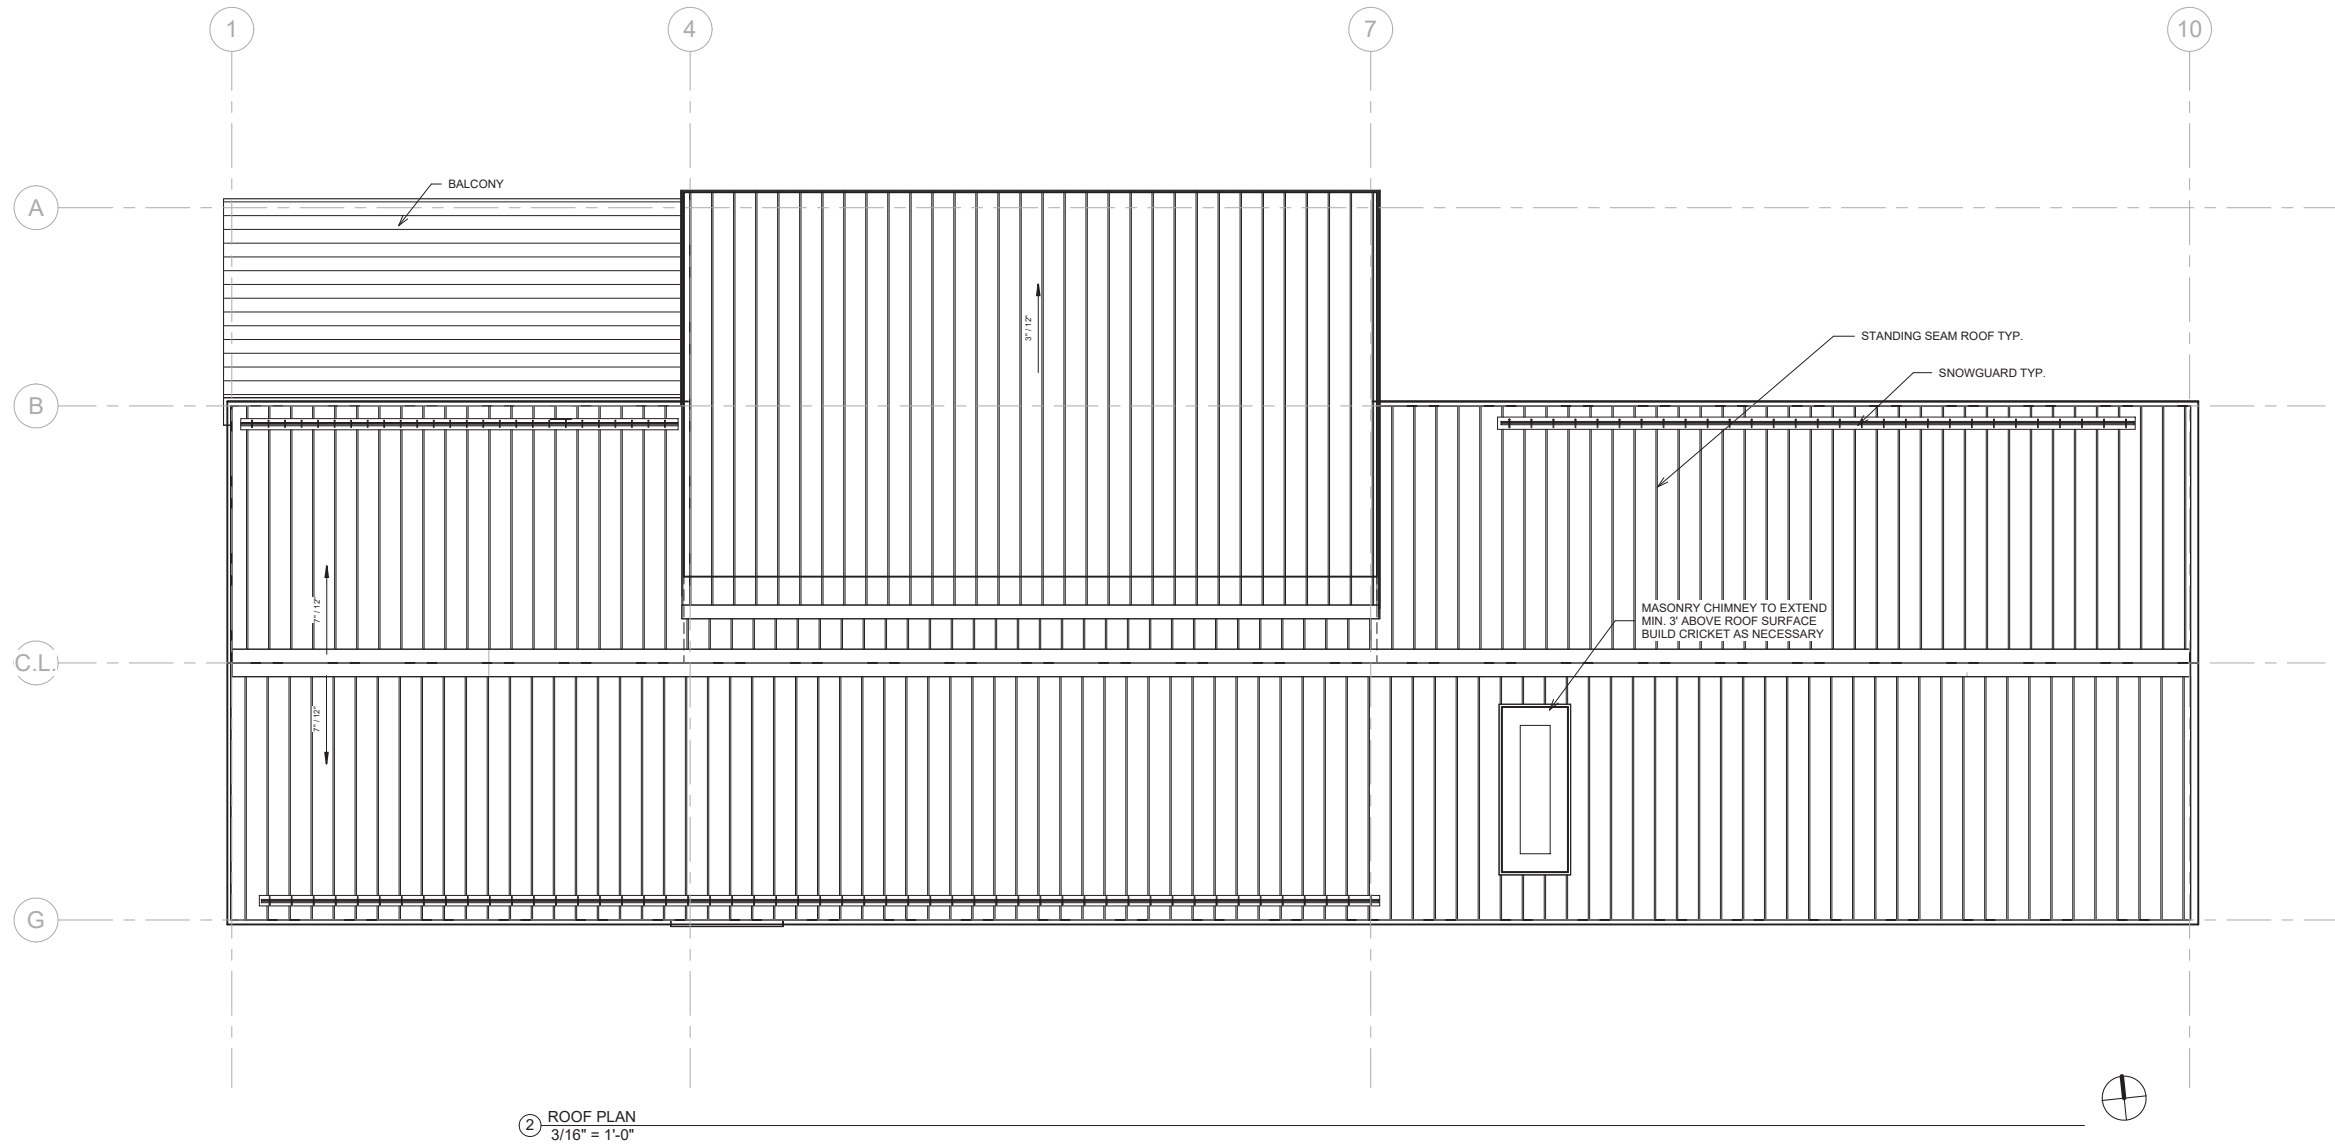 1
4
7
10
A
BALCONY
3" / 12"
STANDING SEAM ROOF TYP.
SNOWGUARD TYP.
B
7" / 12"
MASONRY CHIMNEY TO EXTEND
MIN. 3' ABOVE ROOF SURFACE
BUILD CRICKET AS NECESSARY
C.L.
7" / 12"
G
2
ROOF PLAN
3/16" = 1'-0"